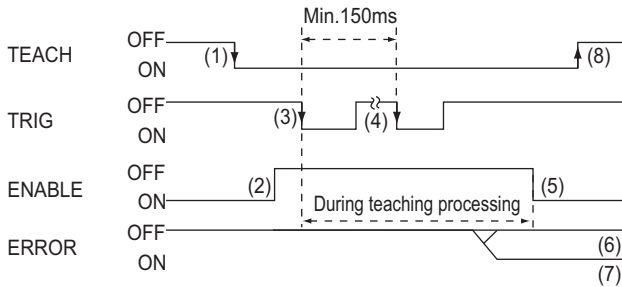 Min.150ms
TEACH
OFF
ON
(1)
(8)
TRIG
OFF
ON
(3)
(4)
ENABLE
OFF
ON
(2)
(5)
During teaching processing
ERROR
OFF
ON
(6)
(7)